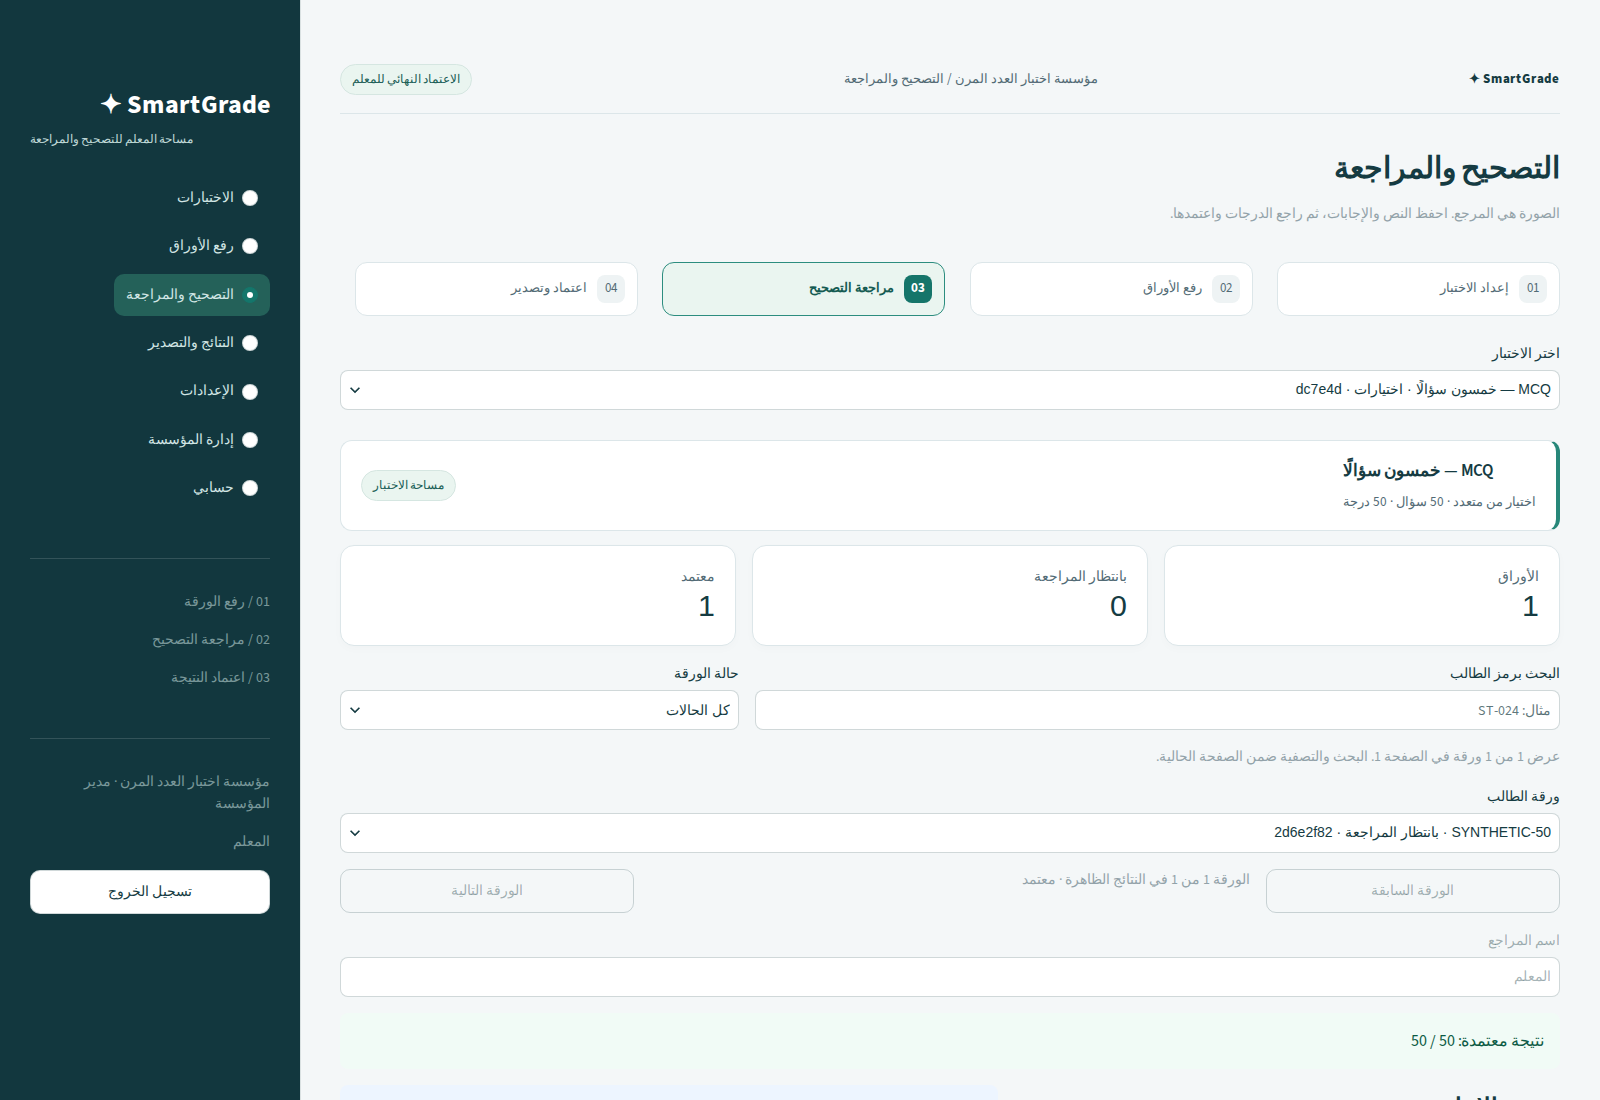 SmartGrade ✦
مساحة المعلم للتصحيح والمراجعة
الاختبارات
رفع الأوراق
التصحيح والمراجعة
النتائج والتصدير
الإعدادات
إدارة المؤسسة
حسابي
01 / رفع الورقة
02 / مراجعة التصحيح
03 / اعتماد النتيجة
مؤسسة اختبار العدد المرن · مدير
المؤسسة
المعلم
تسجيل الخروج
SmartGrade ✦
مؤسسة اختبار العدد المرن / التصحيح والمراجعة
الاعتماد النهائي للمعلم
التصحيح والمراجعة
الصورة هي المرجع. احفظ النص والإجابات، ثم راجع الدرجات واعتمدها.
01 إعداد الاختبار
02 رفع الأوراق
03 مراجعة التصحيح
04 اعتماد وتصدير
اختر الاختبار
MCQ — خمسون سؤالًا · اختيارات · dc7e4d
MCQ — خمسون سؤالًا
اختيار من متعدد · 50 سؤال · 50 درجة
مساحة الاختبار
الأوراق
1
بانتظار المراجعة
0
معتمد
1
البحث برمز الطالب
مثال: ST-024
حالة الورقة
كل الحالات
عرض 1 من 1 ورقة في الصفحة 1. البحث والتصفية ضمن الصفحة الحالية.
ورقة الطالب
SYNTHETIC-50 · بانتظار المراجعة · 2d6e2f82
الورقة السابقة
الورقة 1 من 1 في النتائج الظاهرة · معتمد
الورقة التالية
اسم المراجع
المعلم
نتيجة معتمدة: 50 / 50